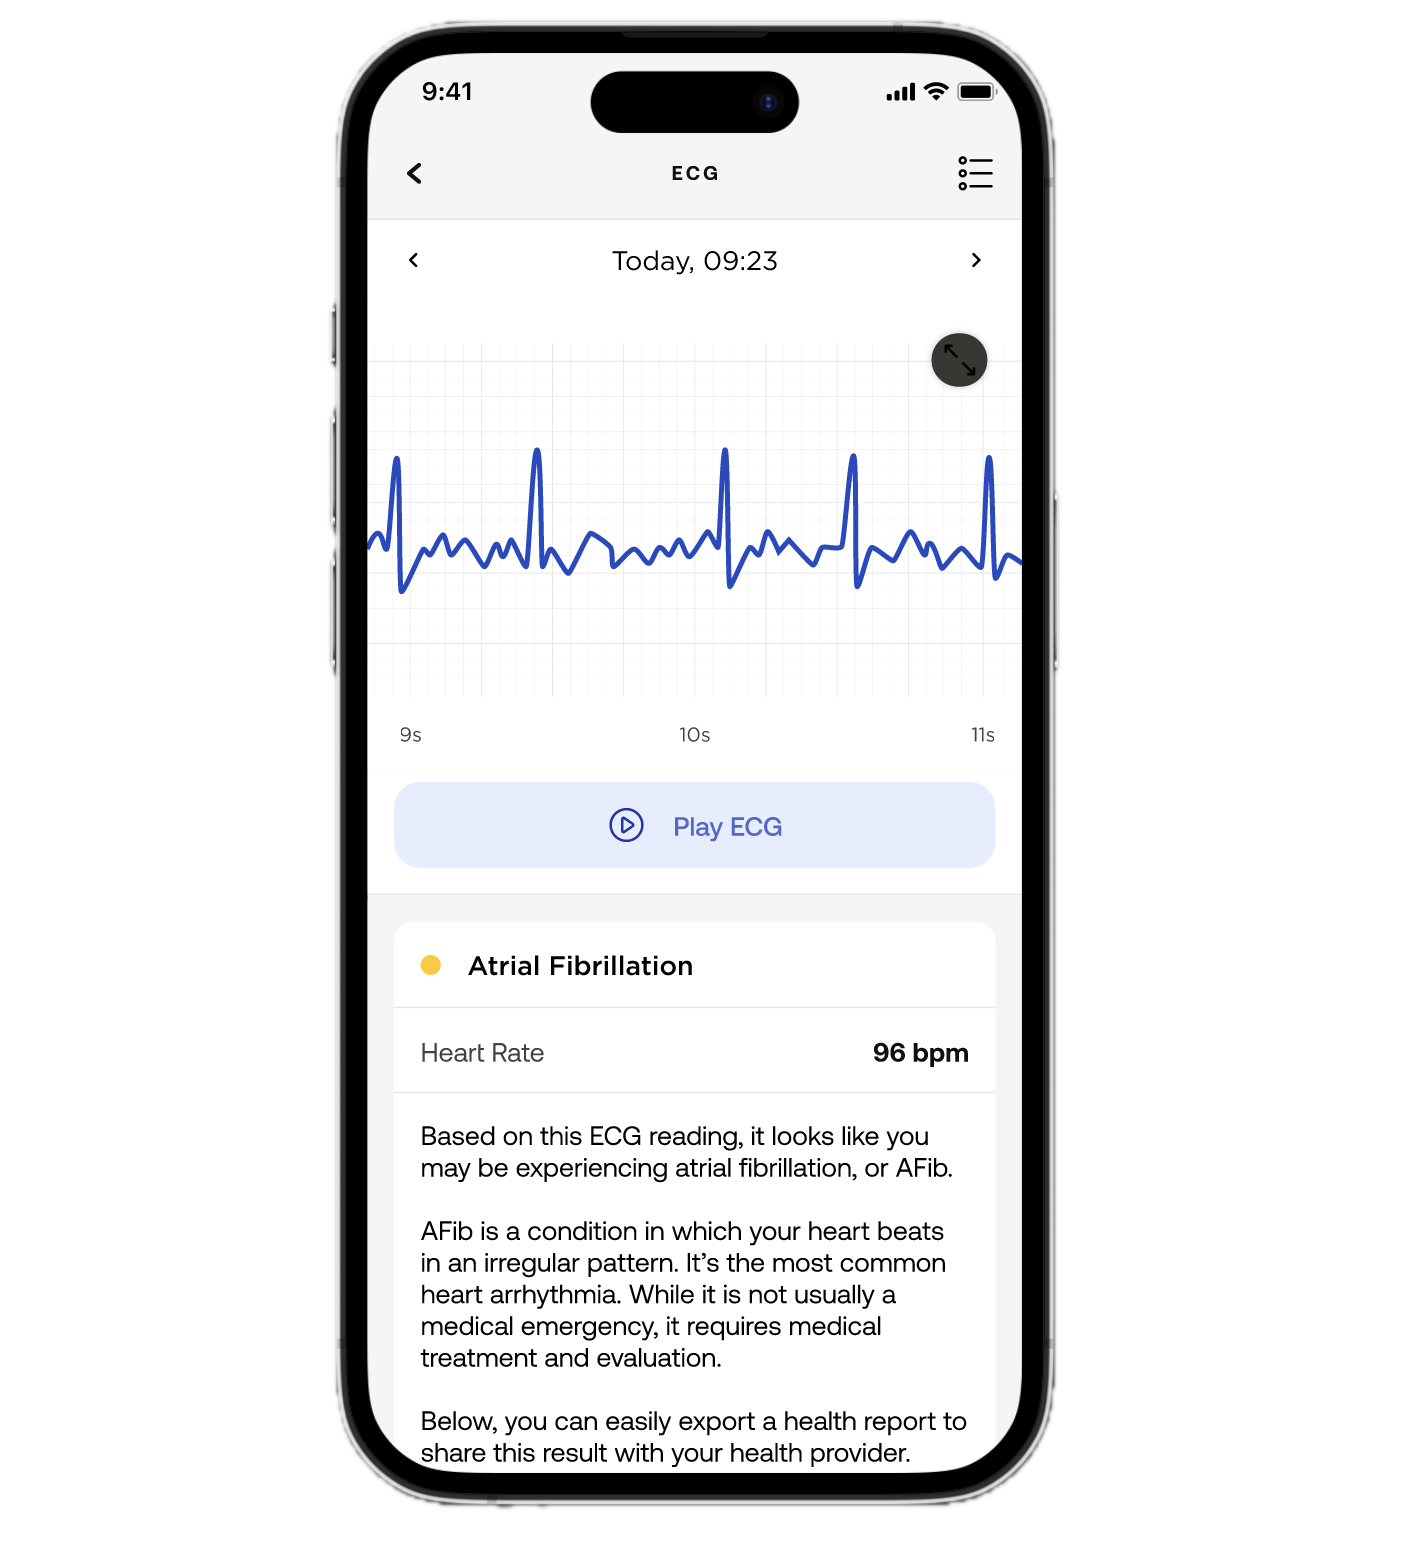 9:41
ECG
Today, 09:23
9s
10s
11s
Play ECG
Atrial Fibrillation
Heart Rate
96 bpm
Based on this ECG reading, it looks like you
may be experiencing atrial fibrillation, or AFib.
AFib is a condition in which your heart beats
in an irregular pattern. It’s the most common
heart arrhythmia. While it is not usually a
medical emergency, it requires medical
treatment and evaluation.
Below, you can easily export a health report to
share this result with your health provider.